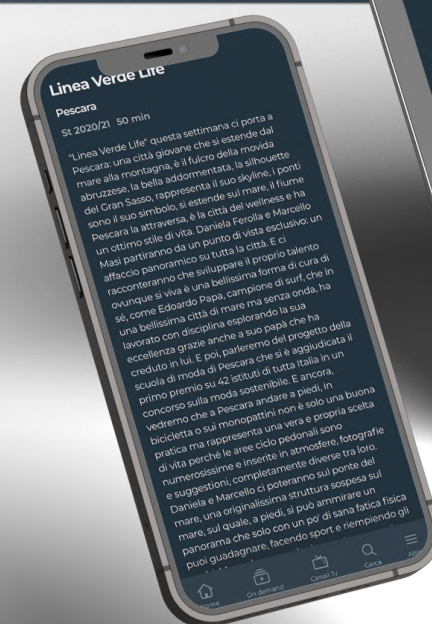 Linea Verde Life
Pescara
St 2020/21 50 min
"Linea Verde Life" questa settimana ci porta a
Pescara: una città giovane che si estende dal
mare alla montagna, è il fulcro della movida
abruzzese, la bella addormentata, la silhouette
del Gran Sasso, rappresenta il suo skyline, i ponti
sono il suo simbolo, si estende sul mare, il fiume
Pescara la attraversa, è la città del wellness e ha
un ottimo stile di vita. Daniela Ferolla e Marcello
Masi partiranno da un punto di vista esclusivo: un
affaccio panoramico su tutta la città. E ci
racconteranno che sviluppare il proprio talento
ovunque si viva è una bellissima forma di cura di
sé, come Edoardo Papa, campione di surf, che in
una bellissima città di mare ma senza onda, ha
lavorato con disciplina esplorando la sua
eccellenza grazie anche a suo papà che ha
creduto in lui. E poi, parleremo del progetto della
scuola di moda di Pescara che si è aggiudicata il
primo premio su 42 istituti di tutta Italia in un
concorso sulla moda sostenibile. E ancora,
vedremo che a Pescara andare a piedi, in
bicicletta o sui monopattini non è solo una buona
pratica ma rappresenta una vera e propria scelta
di vita perché le aree ciclo pedonali sono
numerosissime e inserite in atmosfere, fotografie
e suggestioni, completamente diverse tra loro.
Daniela e Marcello ci poteranno sul ponte del
mare, una originalissima struttura sospesa sul
mare, sul quale, a piedi, si può ammirare un
panorama che solo con un po' di sana fatica fisica
puoi guadagnare, facendo sport e riempiendo gli
Home On demand Canali Tv Cerca Altro